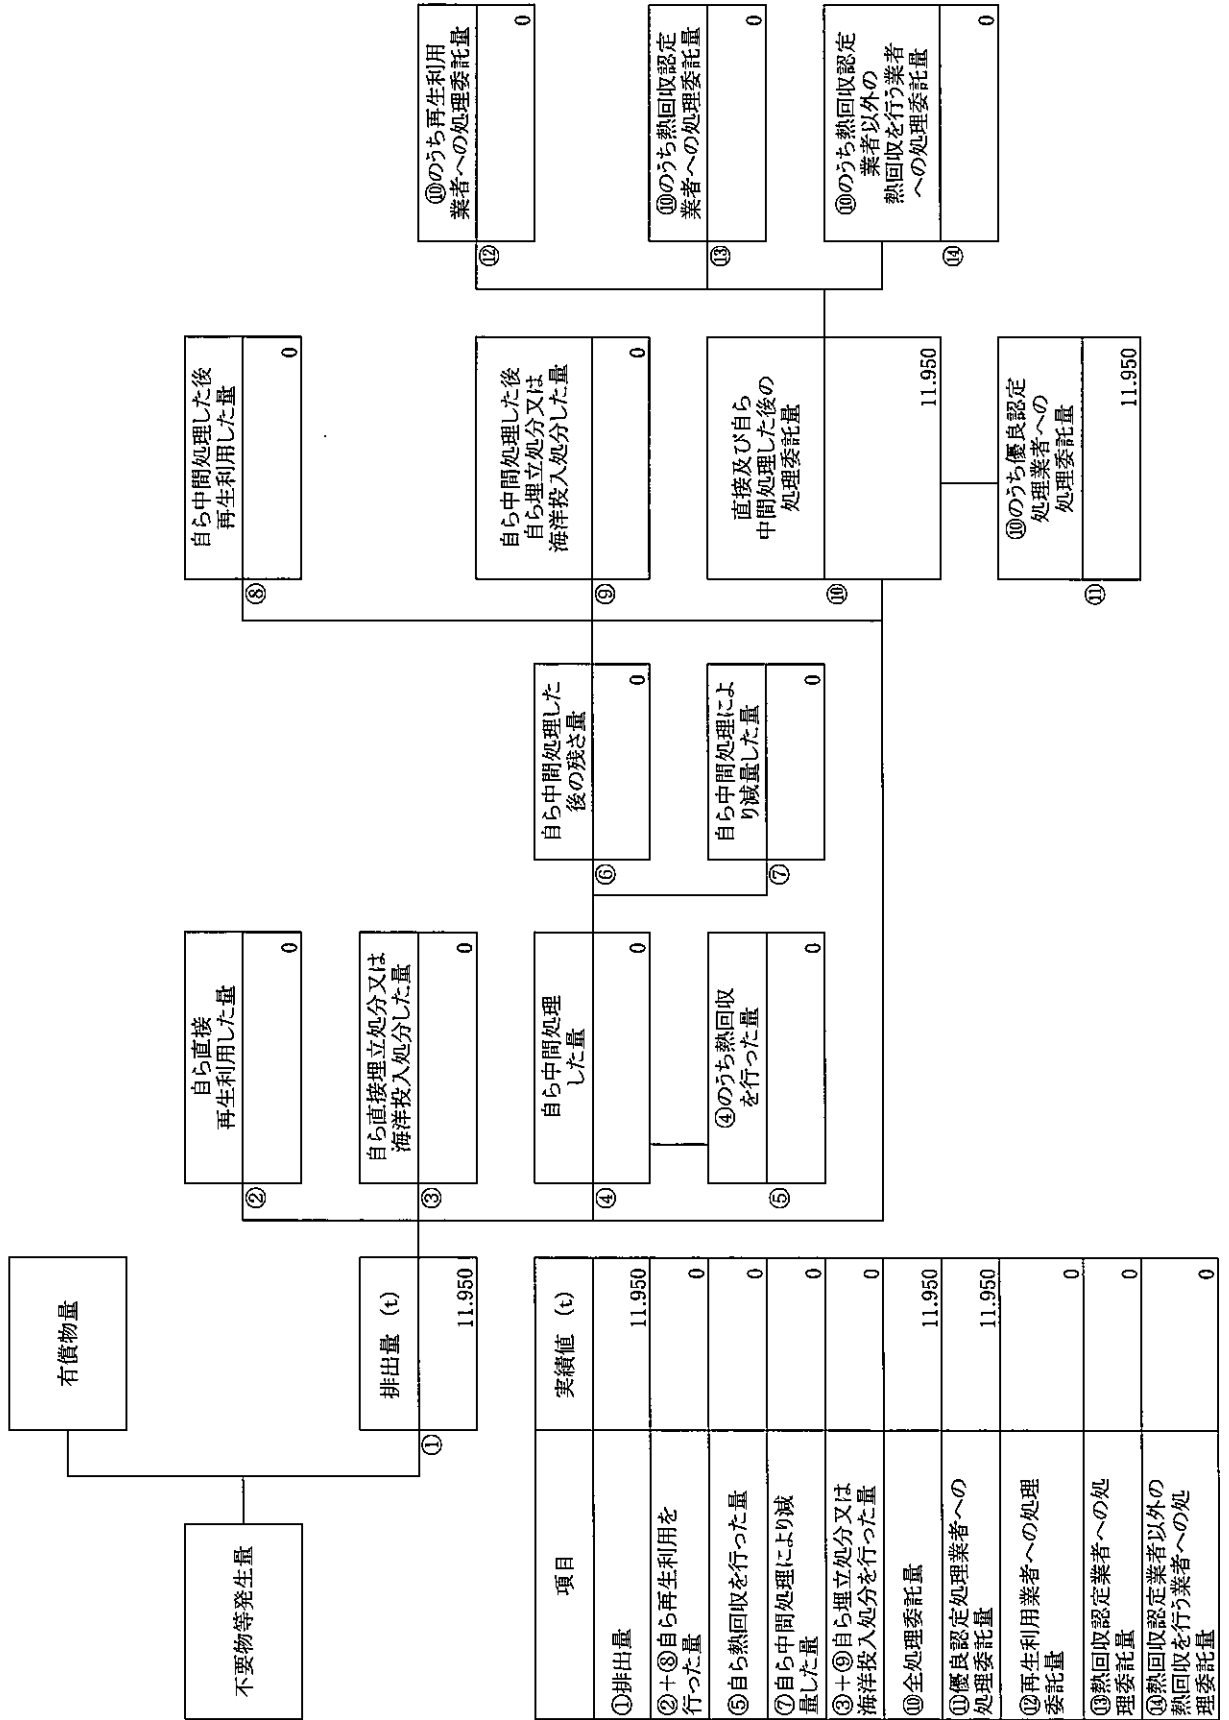 有償物量
不要物等発生量
①
排出量 (t)
11.950
②
自ら直接
再生利用した量
0
③
自ら直接埋立処分又は
海洋投入処分した量
0
④
自ら中間処理
した量
0
⑤
④のうち熱回収
を行った量
0
⑥
自ら中間処理した
後の残さ量
0
⑦
自ら中間処理によ
り減量した量
0
⑧
自ら中間処理した後
再生利用した量
0
⑨
自ら中間処理した後
自ら埋立処分又は
海洋投入処分した量
0
⑩
直接及び自ら
中間処理した後の
処理委託量
11.950
⑪
⑩のうち優良認定
処理業者への
処理委託量
11.950
⑫
⑩のうち再生利用
業者への処理委託量
0
⑬
⑩のうち熱回収認定
業者への処理委託量
0
⑭
⑩のうち熱回収認定
業者以外の
熱回収を行う業者
への処理委託量
0
項目 実績値 (t)
①排出量 11.950
②+⑧自ら再生利用を
行った量 0
⑤自ら熱回収を行った量 0
⑦自ら中間処理により減
量した量 0
③+⑨自ら埋立処分又は
海洋投入処分を行った量 0
⑩全処理委託量 11.950
⑪優良認定処理業者への
処理委託量 11.950
⑫再生利用業者への処理
委託量 0
⑬熱回収認定業者への処
理委託量 0
⑭熱回収認定業者以外の
熱回収を行う業者への処
理委託量 0